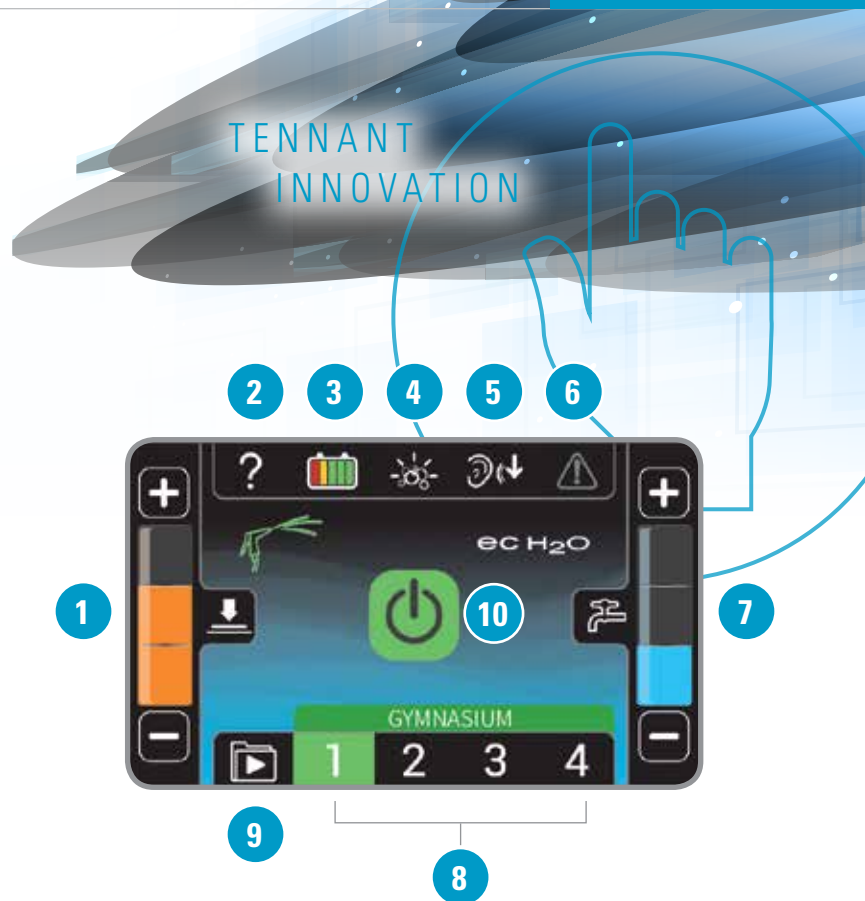 TENNANT
INNOVATION
2 3 4 5 6
?
+ +
ec H2O
1 10 7
GYMNASIUM
− −
1 2 3 4
9
8